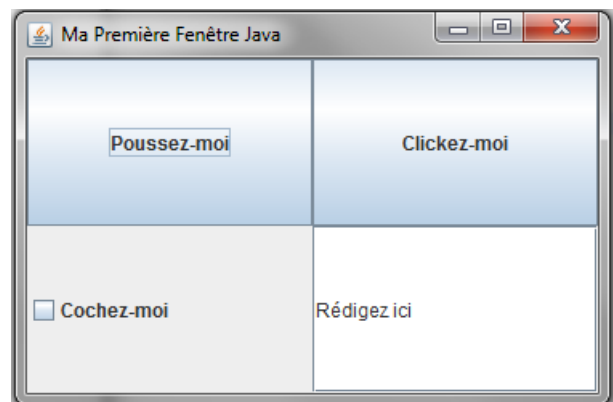 Ma Première Fenêtre Java
Poussez-moi
Clickez-moi
Cochez-moi
Rédigez ici